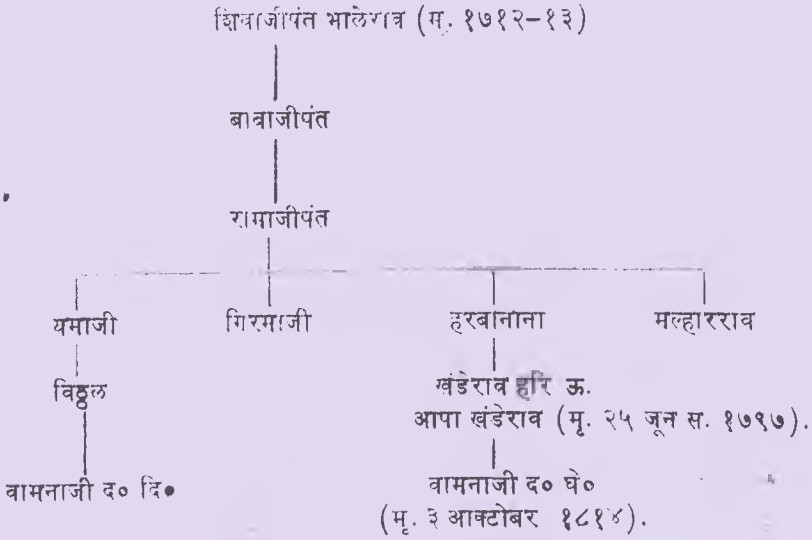 शिवाजीपंत भालेराव (मृ. १७१२-१३)
बावाजीपंत
रामाजीपंत
यमाजी गिरमाजी हरबानाना मल्हारराव
विठ्ठल खंडेराव हरि ऊ.
आपा खंडेराव (मृ. २५ जून स. १७९७).
वामनाजी द० दि० वामनाजी द० घे०
(मृ. ३ आक्टोबर १८१४).